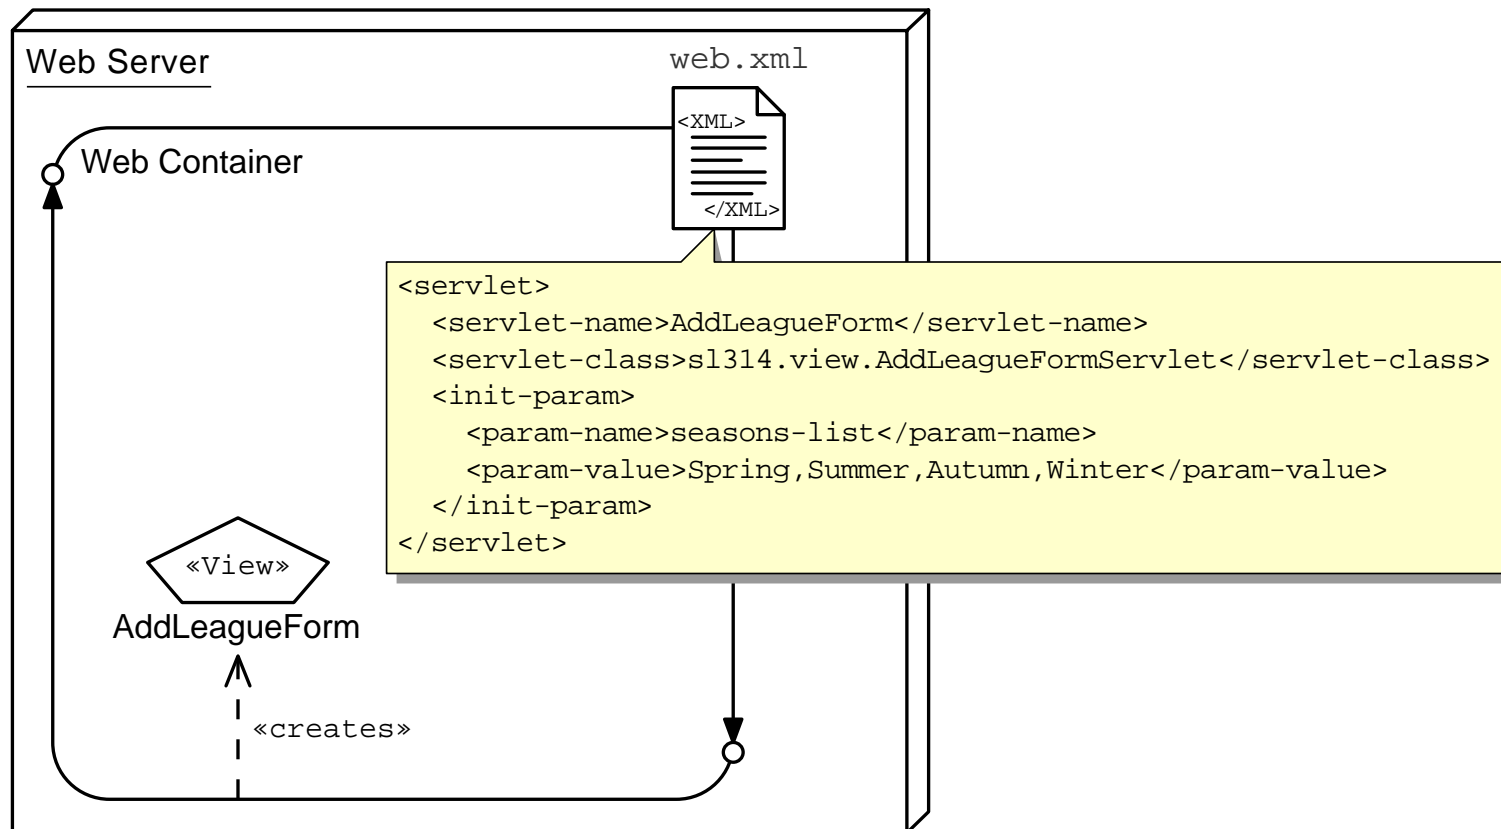 Web Server
web.xml
<XML>
Web Container
</XML>
<servlet>
  <servlet-name>AddLeagueForm</servlet-name>
  <servlet-class>sl314.view.AddLeagueFormServlet</servlet-class>
  <init-param>
    <param-name>seasons-list</param-name>
    <param-value>Spring,Summer,Autumn,Winter</param-value>
  </init-param>
</servlet>
«View»
AddLeagueForm
«creates»